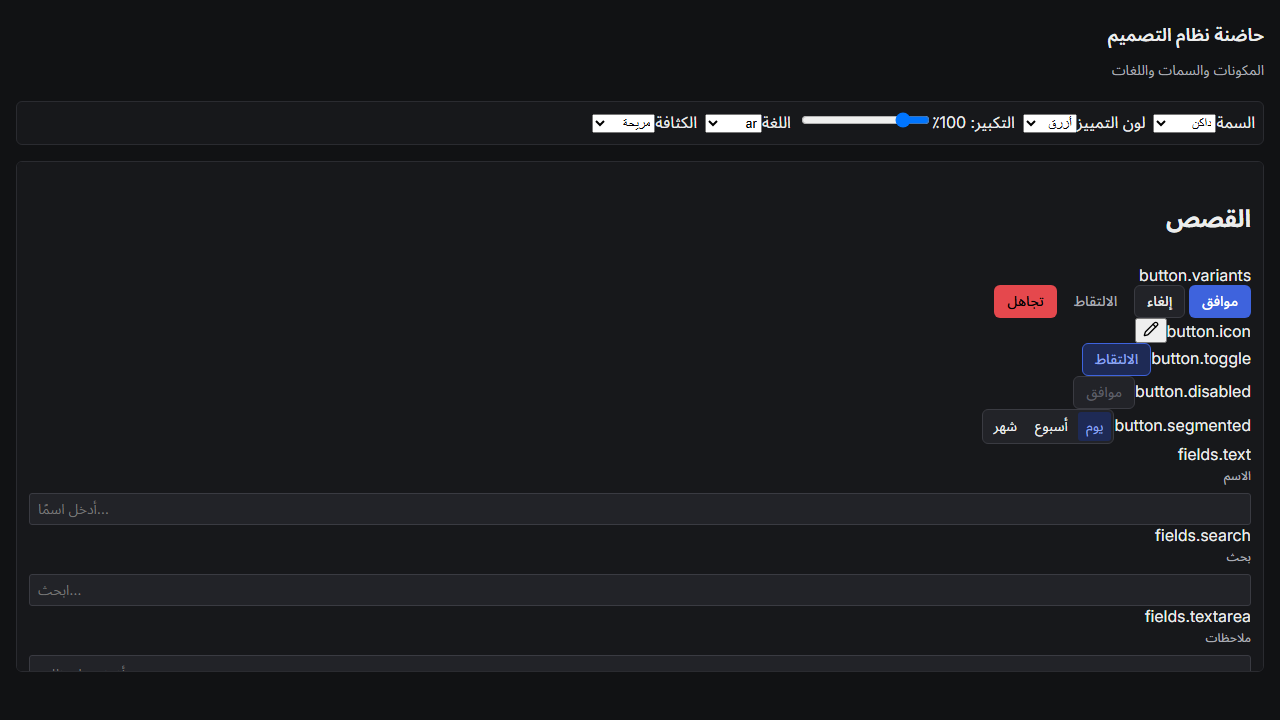 حاضنة نظام التصميم
المكونات والسمات واللغات
السمة داكن لون التمييز أزرق التكبير: 100٪ اللغة ar الكثافة مريحة
القصص
button.variants
موافق إلغاء الالتقاط تجاهل
button.icon
button.toggle الالتقاط
button.disabled موافق
button.segmented يوم أسبوع شهر
fields.text
الاسم
أدخل اسمًا...
fields.search
بحث
ابحث...
fields.textarea
ملاحظات